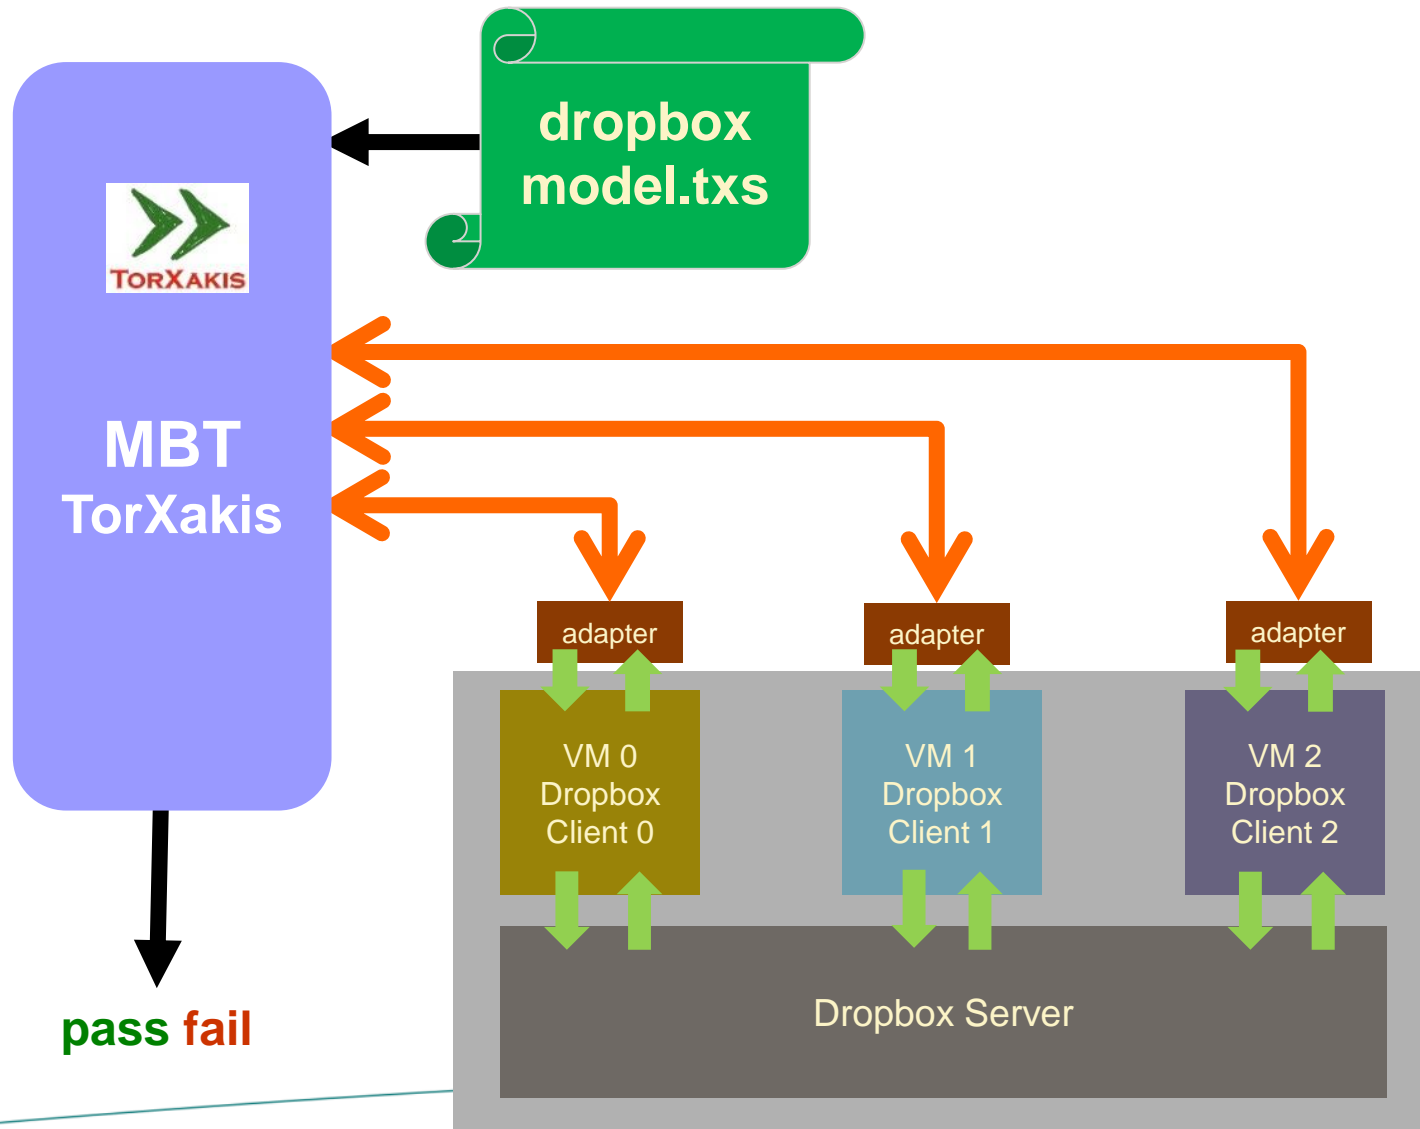 dropbox
model.txs
TORXAKIS
MBT
TorXakis
adapter
adapter
adapter
VM 0
Dropbox
Client 0
VM 1
Dropbox
Client 1
VM 2
Dropbox
Client 2
Dropbox Server
pass fail